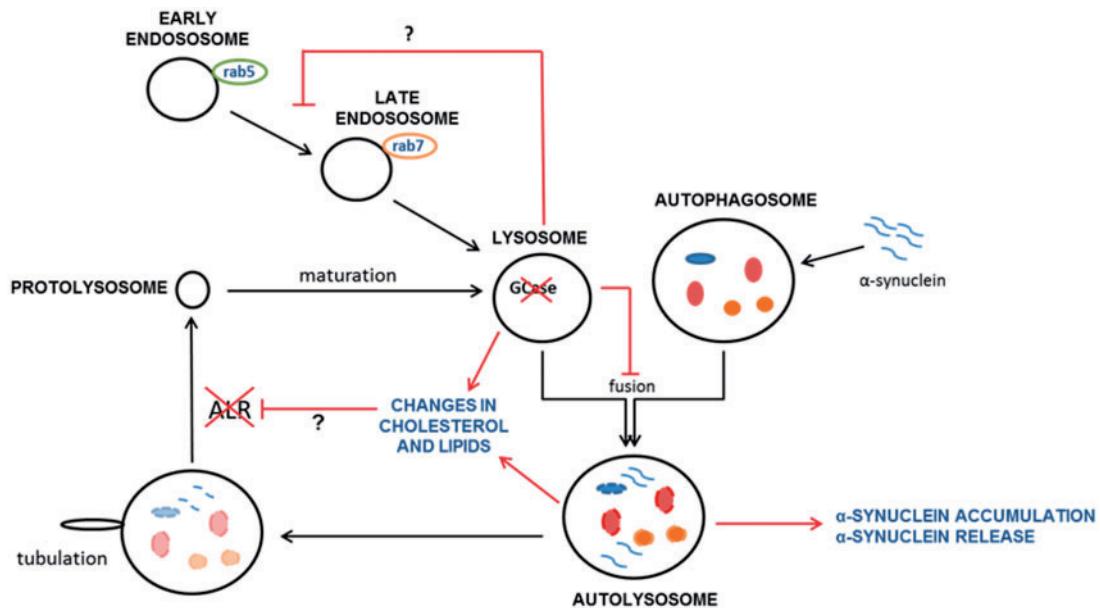 EARLY
ENDOSOSOME
rab5
?
LATE
ENDOSOSOME
rab7
AUTOPHAGOSOME
LYSOSOME
α-synuclein
PROTOLYSOSOME
maturation
GCase
fusion
ALR
?
CHANGES IN
CHOLESTEROL
AND LIPIDS
tubulation
α-SYNUCLEIN ACCUMULATION
α-SYNUCLEIN RELEASE
AUTOLYSOSOME